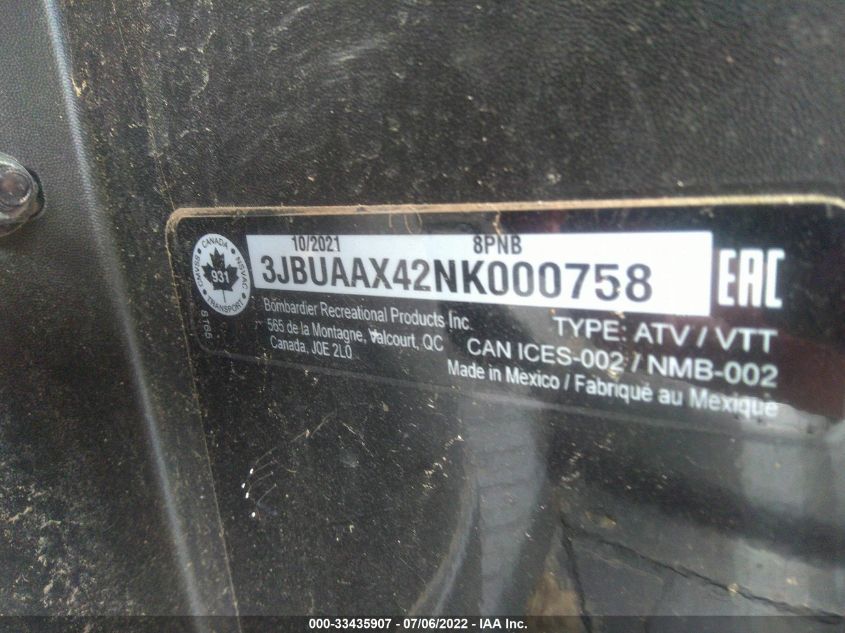 10/2021 8PNB
3JBUAAX42NK000758
CANADA
CMVSS NSVAC
931
TRANSPORT
EAC
Bombardier Recreational Products Inc.
565 de la Montagne, Valcourt, QC
Canada, J0E 2L0
TYPE: ATV / VTT
CAN ICES-002 / NMB-002
Made in Mexico / Fabriqué au Mexique
000-33435907 - 07/06/2022 - IAA Inc.